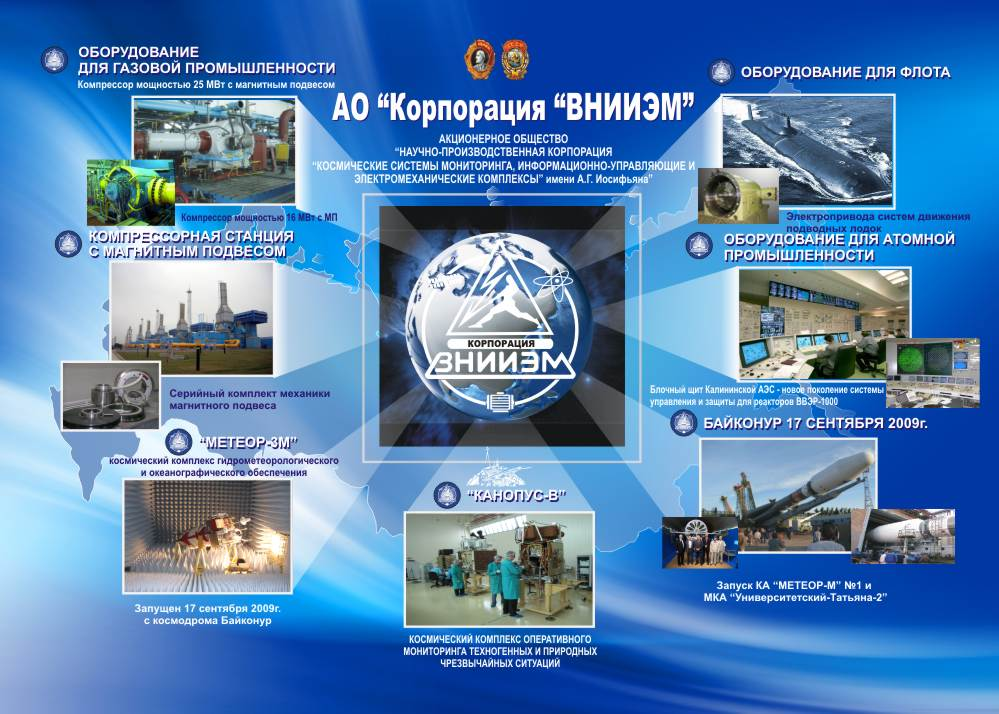 ОБОРУДОВАНИЕ
ДЛЯ ГАЗОВОЙ ПРОМЫШЛЕННОСТИ
Компрессор мощностью 25 МВт с магнитным подвесом
Компрессор мощностью 16 МВт с МП
КОМПРЕССОРНАЯ СТАНЦИЯ
С МАГНИТНЫМ ПОДВЕСОМ
Серийный комплект механики
магнитного подвеса
“МЕТЕОР-3М”
космический комплекс гидрометеорологического
и океанографического обеспечения
Запущен 17 сентября 2009г.
с космодрома Байконур
АО “Корпорация “ВНИИЭМ”
АКЦИОНЕРНОЕ ОБЩЕСТВО
“НАУЧНО-ПРОИЗВОДСТВЕННАЯ КОРПОРАЦИЯ
“КОСМИЧЕСКИЕ СИСТЕМЫ МОНИТОРИНГА, ИНФОРМАЦИОННО-УПРАВЛЯЮЩИЕ И
ЭЛЕКТРОМЕХАНИЧЕСКИЕ КОМПЛЕКСЫ” имени А.Г. Иосифьяна”
КОРПОРАЦИЯ
ВНИИЭМ
“КАНОПУС-В”
КОСМИЧЕСКИЙ КОМПЛЕКС ОПЕРАТИВНОГО
МОНИТОРИНГА ТЕХНОГЕННЫХ И ПРИРОДНЫХ
ЧРЕЗВЫЧАЙНЫХ СИТУАЦИЙ
ОБОРУДОВАНИЕ ДЛЯ ФЛОТА
Электропривода систем движения
подводных лодок
ОБОРУДОВАНИЕ ДЛЯ АТОМНОЙ
ПРОМЫШЛЕННОСТИ
Блочный щит Калининской АЭС - новое поколение системы
управления и защиты для реакторов ВВЭР-1000
БАЙКОНУР 17 СЕНТЯБРЯ 2009г.
Запуск КА “МЕТЕОР-М” №1 и
МКА “Университетский-Татьяна-2”